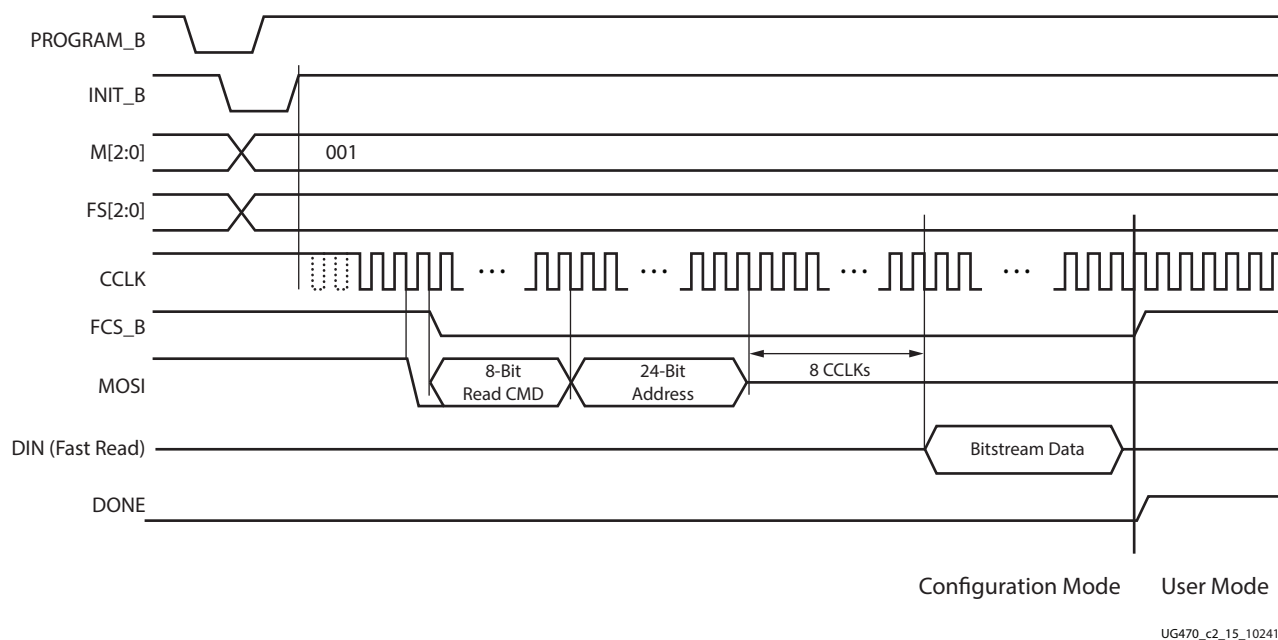 PROGRAM_B
INIT_B
M[2:0]
001
FS[2:0]
CCLK
...
...
...
...
FCS_B
MOSI
8-Bit
Read CMD
24-Bit
Address
8 CCLKs
DIN (Fast Read)
Bitstream Data
DONE
Configuration Mode
User Mode
UG470_c2_15_10241